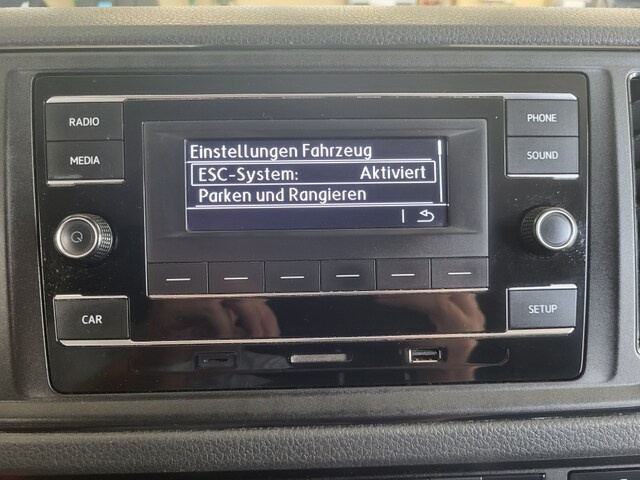 RADIO
MEDIA
CAR
PHONE
SOUND
SETUP
Einstellungen Fahrzeug
ESC-System: Aktiviert
Parken und Rangieren